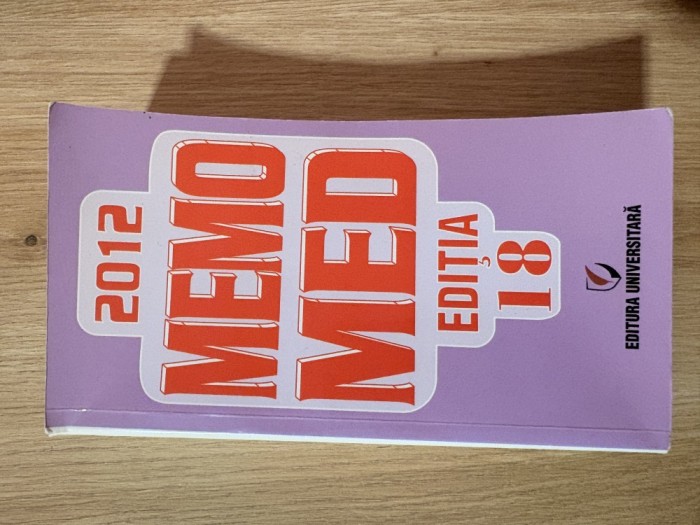 2012
MEMO
MED
EDIȚIA
18
EDITURA UNIVERSITARĂ